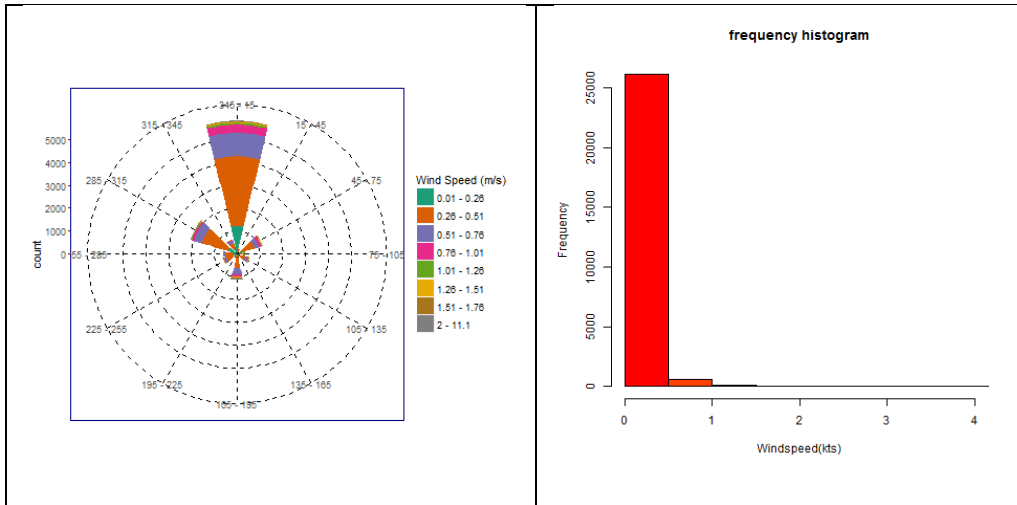 345 - 15
315 - 345
15 - 45
285 - 315
45 - 75
55 - 285
75 - 105
225 - 255
105 - 135
195 - 225
135 - 165
165 - 195
5000
4000
3000
2000
1000
0
count
Wind Speed (m/s)
0.01 - 0.26
0.26 - 0.51
0.51 - 0.76
0.76 - 1.01
1.01 - 1.26
1.26 - 1.51
1.51 - 1.76
2 - 11.1
frequency histogram
25000
20000
15000
10000
5000
0
Frequency
0 1 2 3 4
Windspeed(kts)